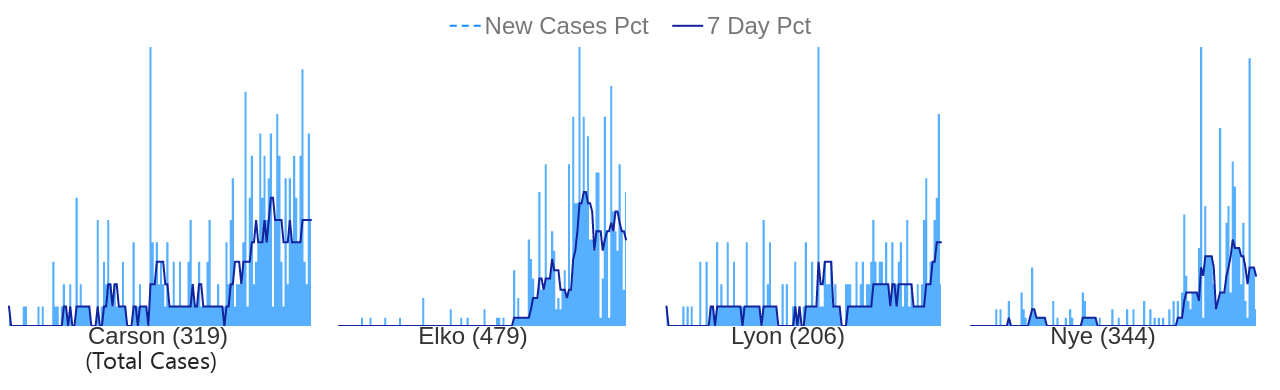 New Cases Pct 7 Day Pct
Carson (319) Elko (479) Lyon (206) Nye (344)
(Total Cases)